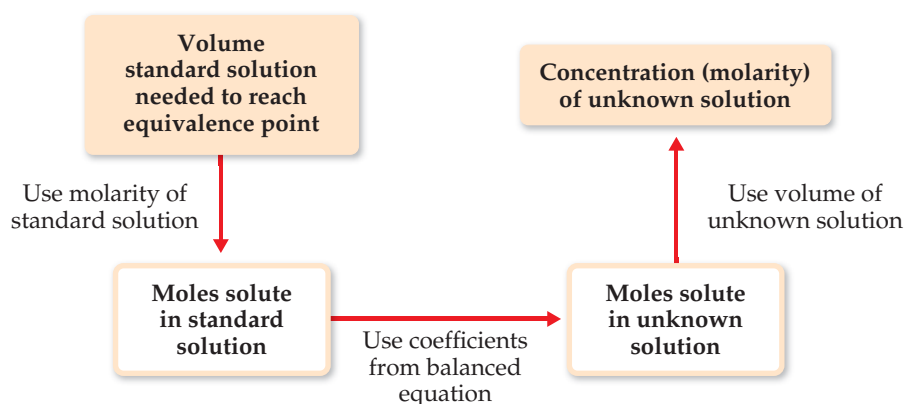 Volume
standard solution
needed to reach
equivalence point
Concentration (molarity)
of unknown solution
Use molarity of
standard solution
Use volume of
unknown solution
Moles solute
in standard
solution
Use coefficients
from balanced
equation
Moles solute
in unknown
solution